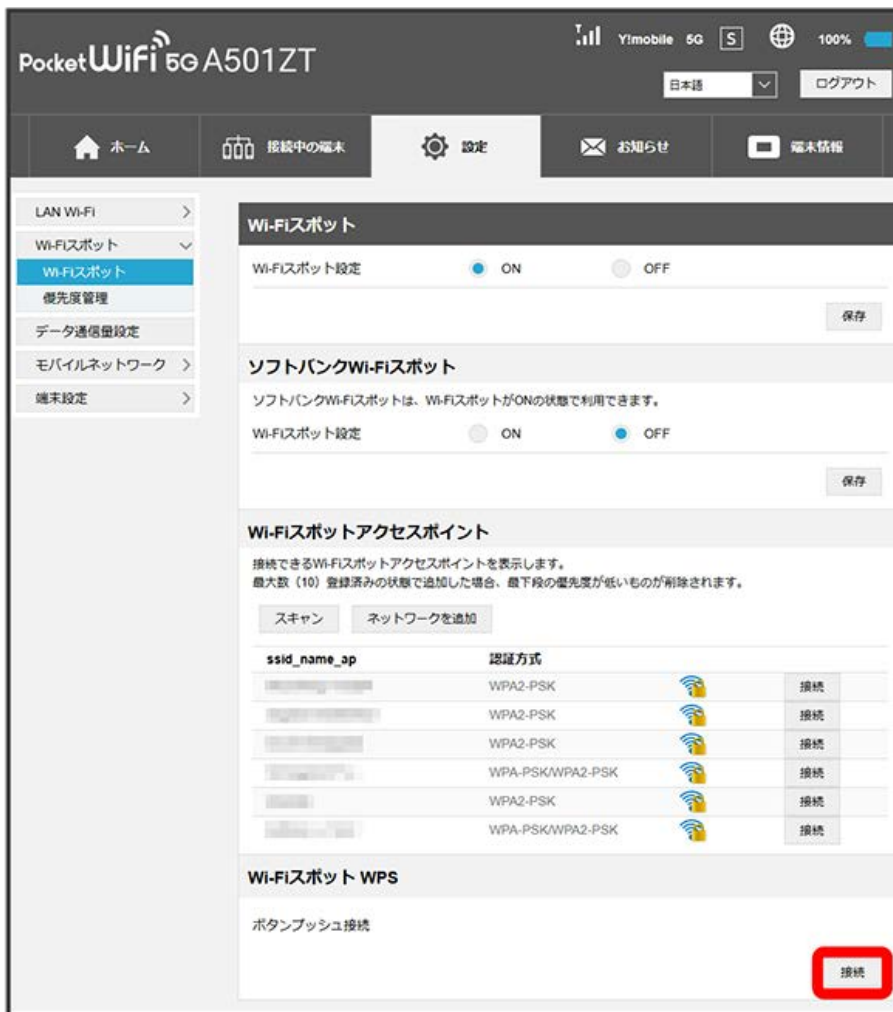 Y!mobile 5G S 100%
PocketWiFi 5G A501ZT
日本語 ログアウト
ホーム 接続中の端末 設定 お知らせ 端末情報
LAN Wi-Fi
Wi-Fiスポット
Wi-Fiスポット
優先度管理
データ通信量設定
モバイルネットワーク
端末設定
Wi-Fiスポット
Wi-Fiスポット設定 ON OFF
保存
ソフトバンクWi-Fiスポット
ソフトバンクWi-Fiスポットは、Wi-FiスポットがONの状態で利用できます。
Wi-Fiスポット設定 ON OFF
保存
Wi-Fiスポットアクセスポイント
接続できるWi-Fiスポットアクセスポイントを表示します。
最大数（10）登録済みの状態で追加した場合、最下段の優先度が低いものが削除されます。
スキャン ネットワークを追加
ssid_name_ap 認証方式
WPA2-PSK 接続
WPA2-PSK 接続
WPA2-PSK 接続
WPA-PSK/WPA2-PSK 接続
WPA2-PSK 接続
WPA-PSK/WPA2-PSK 接続
Wi-Fiスポット WPS
ボタンプッシュ接続
接続